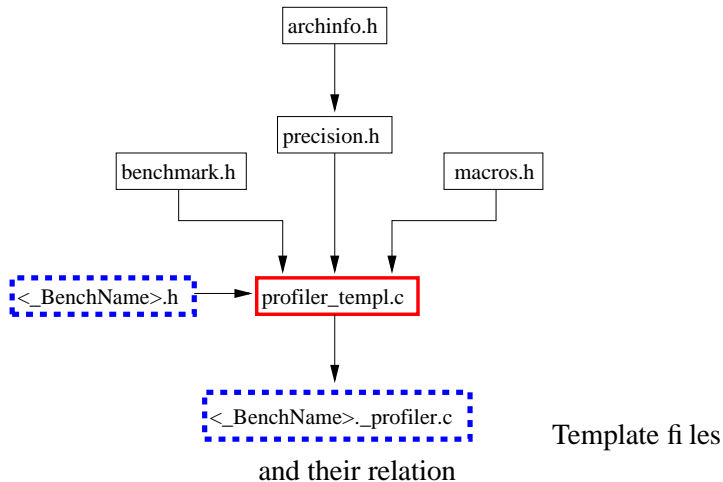 archinfo.h
precision.h
benchmark.h
macros.h
<_BenchName>.h
profiler_templ.c
<_BenchName>._profiler.c
Template fi les
and their relation